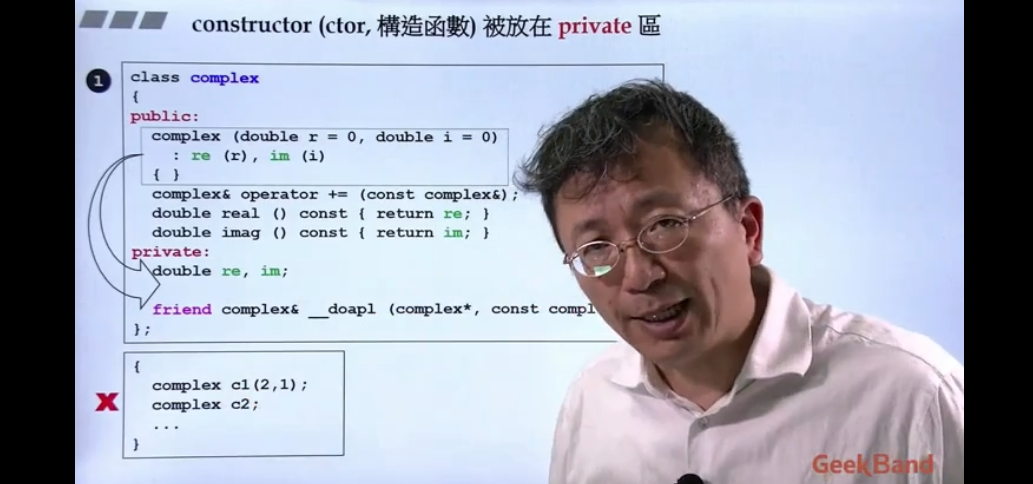 constructor (ctor, 構造函數) 被放在 private 區
1
class complex
{
public:
complex (double r = 0, double i = 0)
: re (r), im (i)
{ }
complex& operator += (const complex&);
double real () const { return re; }
double imag () const { return im; }
private:
double re, im;
friend complex& __doapl (complex*, const compl
};
{
complex c1(2,1);
complex c2;
...
}
GeekBand